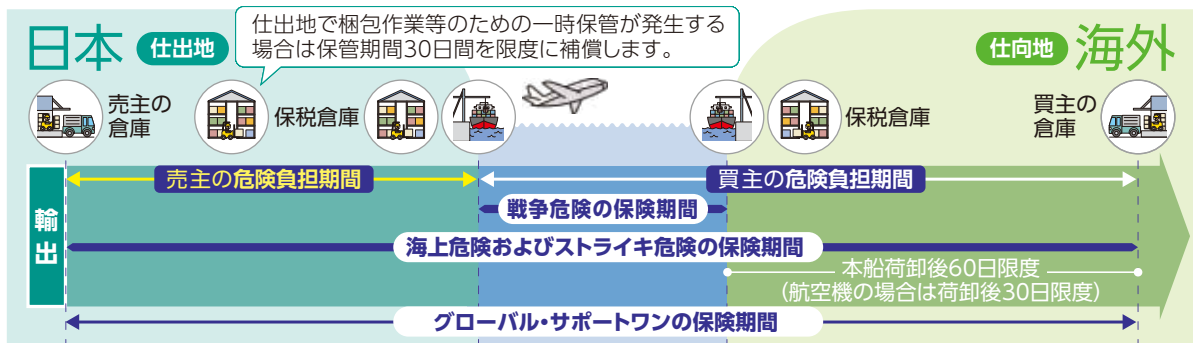 仕出地で梱包作業等のための一時保管が発生する
場合は保管期間30日間を限度に補償します。
日本 仕出地
仕向地 海外
売主の
倉庫
保税倉庫
保税倉庫
買主の
倉庫
輸出
売主の危険負担期間
買主の危険負担期間
戦争危険の保険期間
海上危険およびストライキ危険の保険期間
本船荷卸後60日限度
(航空機の場合は荷卸後30日限度)
グローバル・サポートワンの保険期間